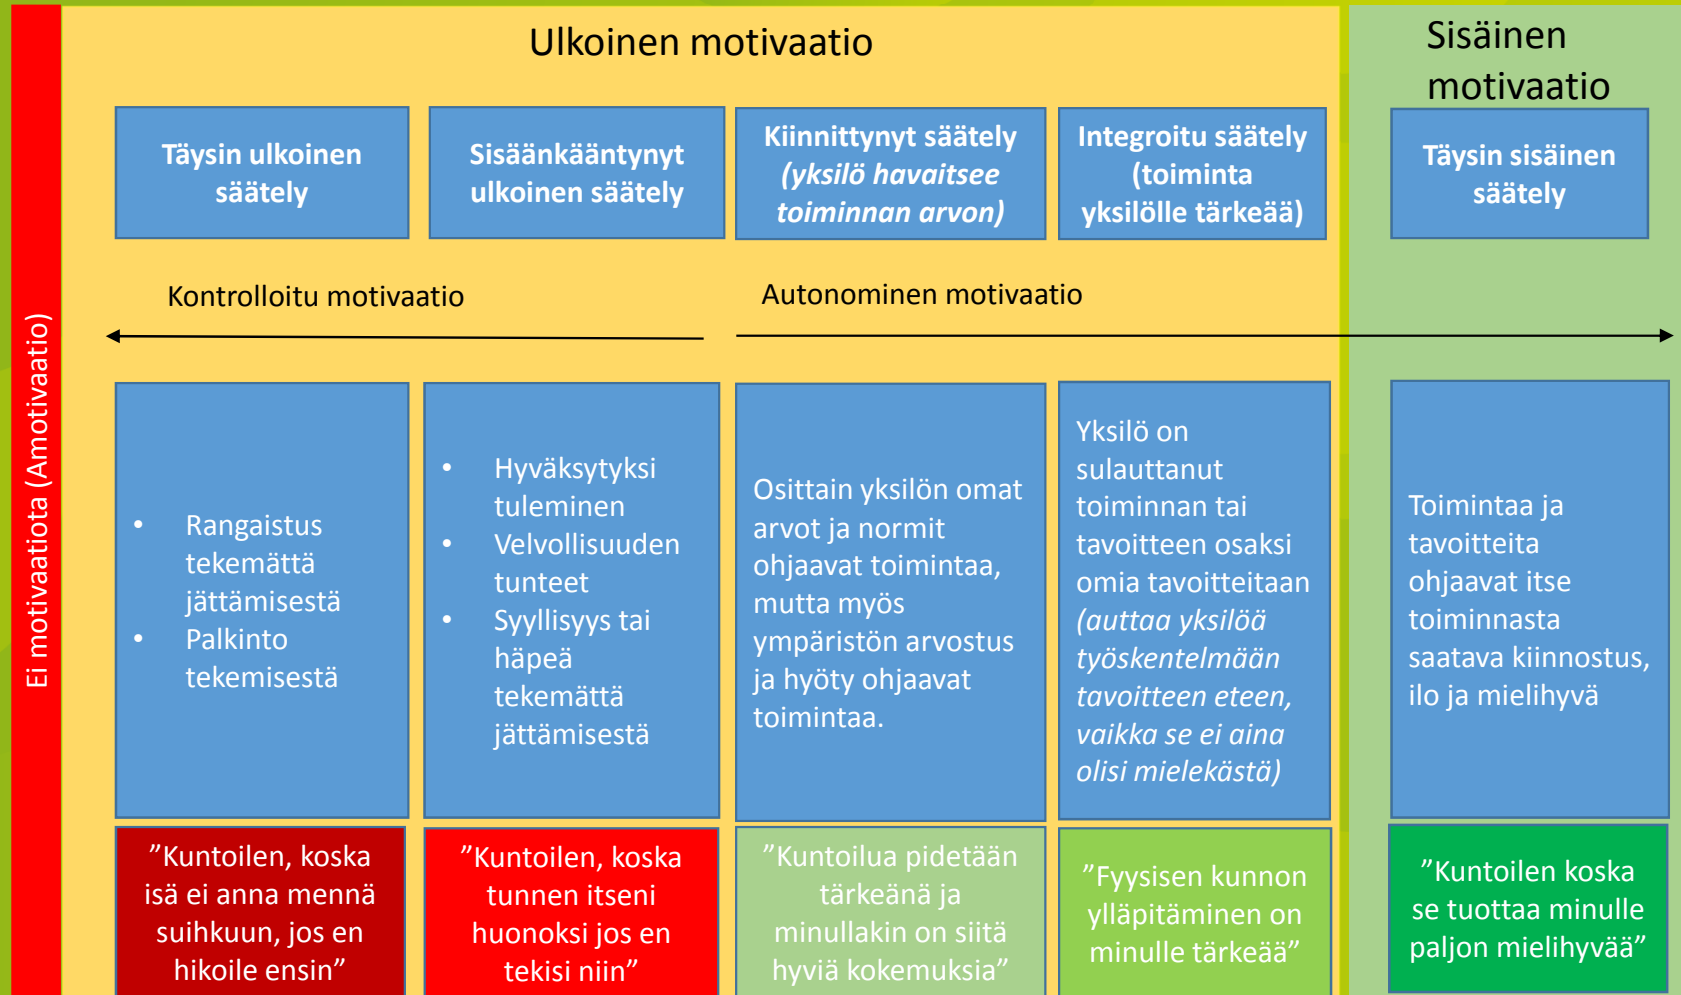 Ei motivaatiota (Amotivaatio)
Ulkoinen motivaatio
Sisäinen
motivaatio
Täysin ulkoinen
säätely
Sisäänkääntynyt
ulkoinen säätely
Kiinnittynyt säätely
(yksilö havaitsee
toiminnan arvon)
Integroitu säätely
(toiminta
yksilölle tärkeää)
Täysin sisäinen
säätely
Kontrolloitu motivaatio
Autonominen motivaatio
• Rangaistus
tekemättä
jättämisestä
• Palkinto
tekemisestä
• Hyväksytyksi
tuleminen
• Velvollisuuden
tunteet
• Syyllisyys tai
häpeä
tekemättä
jättämisestä
Osittain yksilön omat
arvot ja normit
ohjaavat toimintaa,
mutta myös
ympäristön arvostus
ja hyöty ohjaavat
toimintaa.
Yksilö on
sulauttanut
toiminnan tai
tavoitteen osaksi
omia tavoitteitaan
(auttaa yksilöä
työskentelmään
tavoitteen eteen,
vaikka se ei aina
olisi mielekästä)
Toimintaa ja
tavoitteita
ohjaavat itse
toiminnasta
saatava kiinnostus,
ilo ja mielihyvä
”Kuntoilen, koska
isä ei anna mennä
suihkuun, jos en
hikoile ensin”
”Kuntoilen, koska
tunnen itseni
huonoksi jos en
tekisi niin”
”Kuntoilua pidetään
tärkeänä ja
minullakin on siitä
hyviä kokemuksia”
”Fyysisen kunnon
ylläpitäminen on
minulle tärkeää”
”Kuntoilen koska
se tuottaa minulle
paljon mielihyvää”